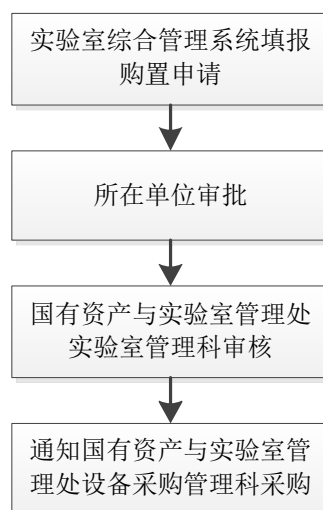 实验室综合管理系统填报
购置申请
所在单位审批
国有资产与实验室管理处
实验室管理科审核
通知国有资产与实验室管
理处设备采购管理科采购